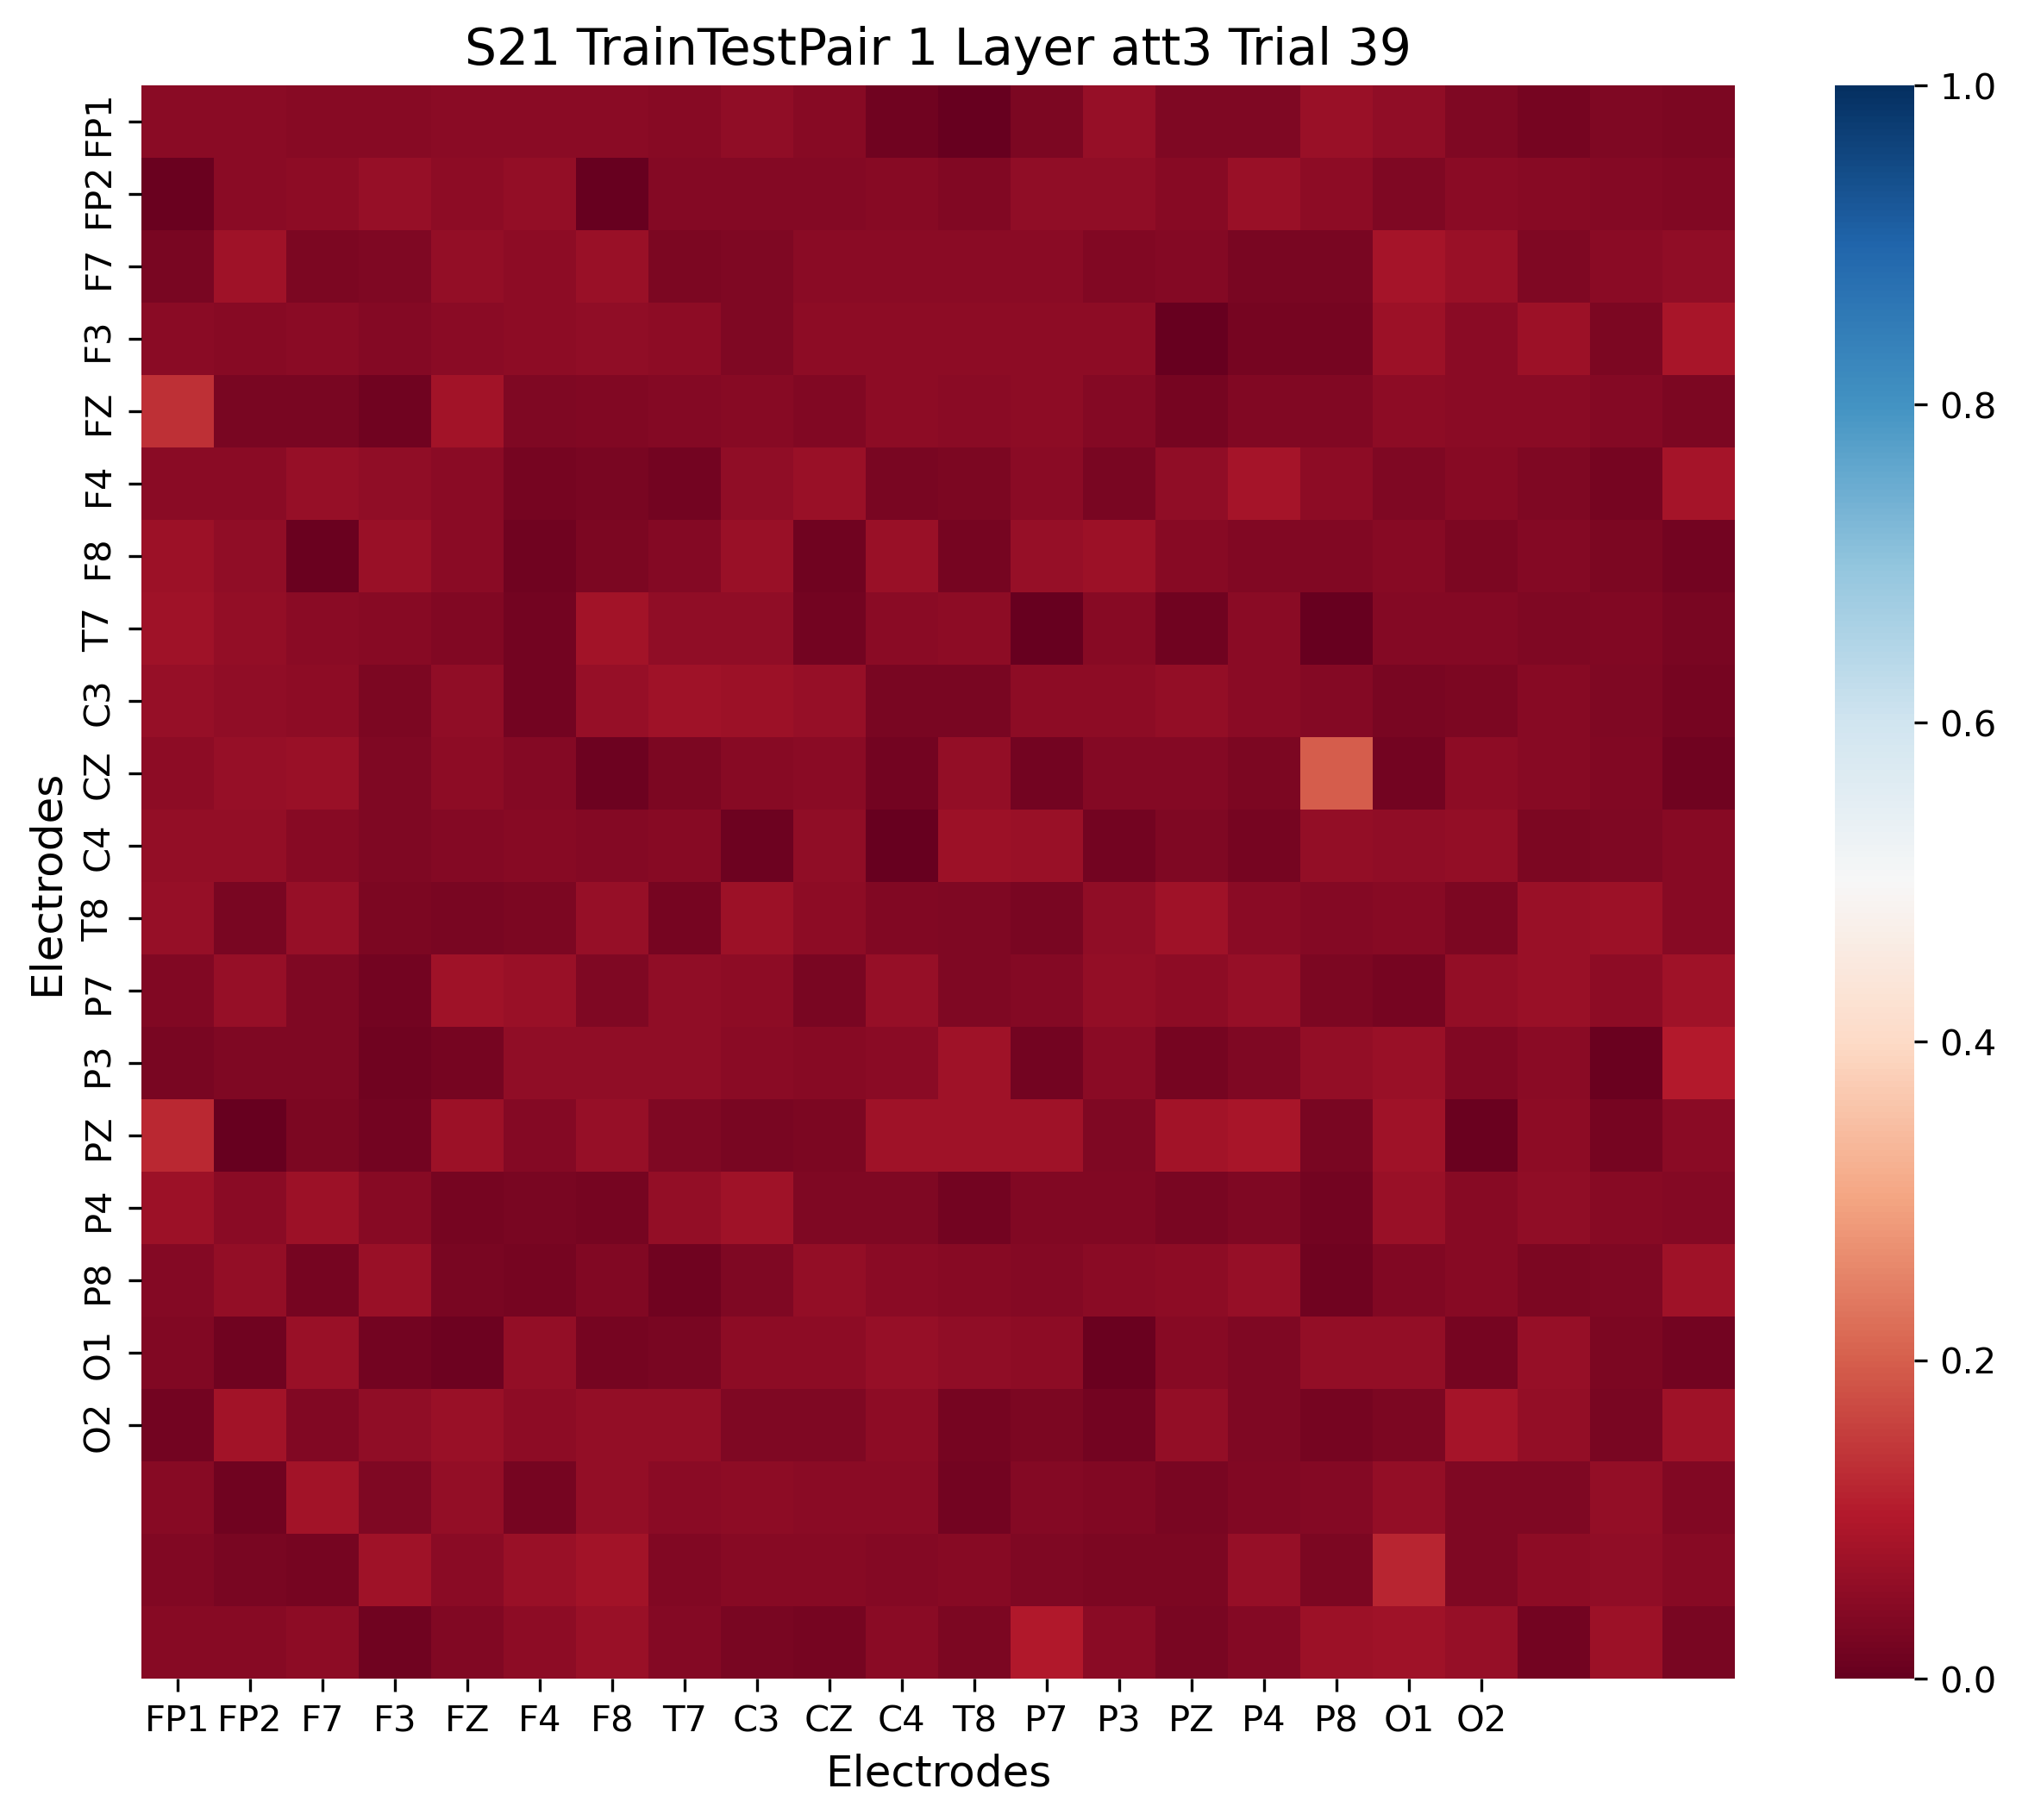 S21 TrainTestPair 1 Layer att3 Trial 39
Electrodes
FP1
FP2
F7
F3
FZ
F4
F8
T7
C3
CZ
C4
T8
P7
P3
PZ
P4
P8
O1
O2
FP1 FP2 F7 F3 FZ F4 F8 T7 C3 CZ C4 T8 P7 P3 PZ P4 P8 O1 O2
Electrodes
1.0
0.8
0.6
0.4
0.2
0.0